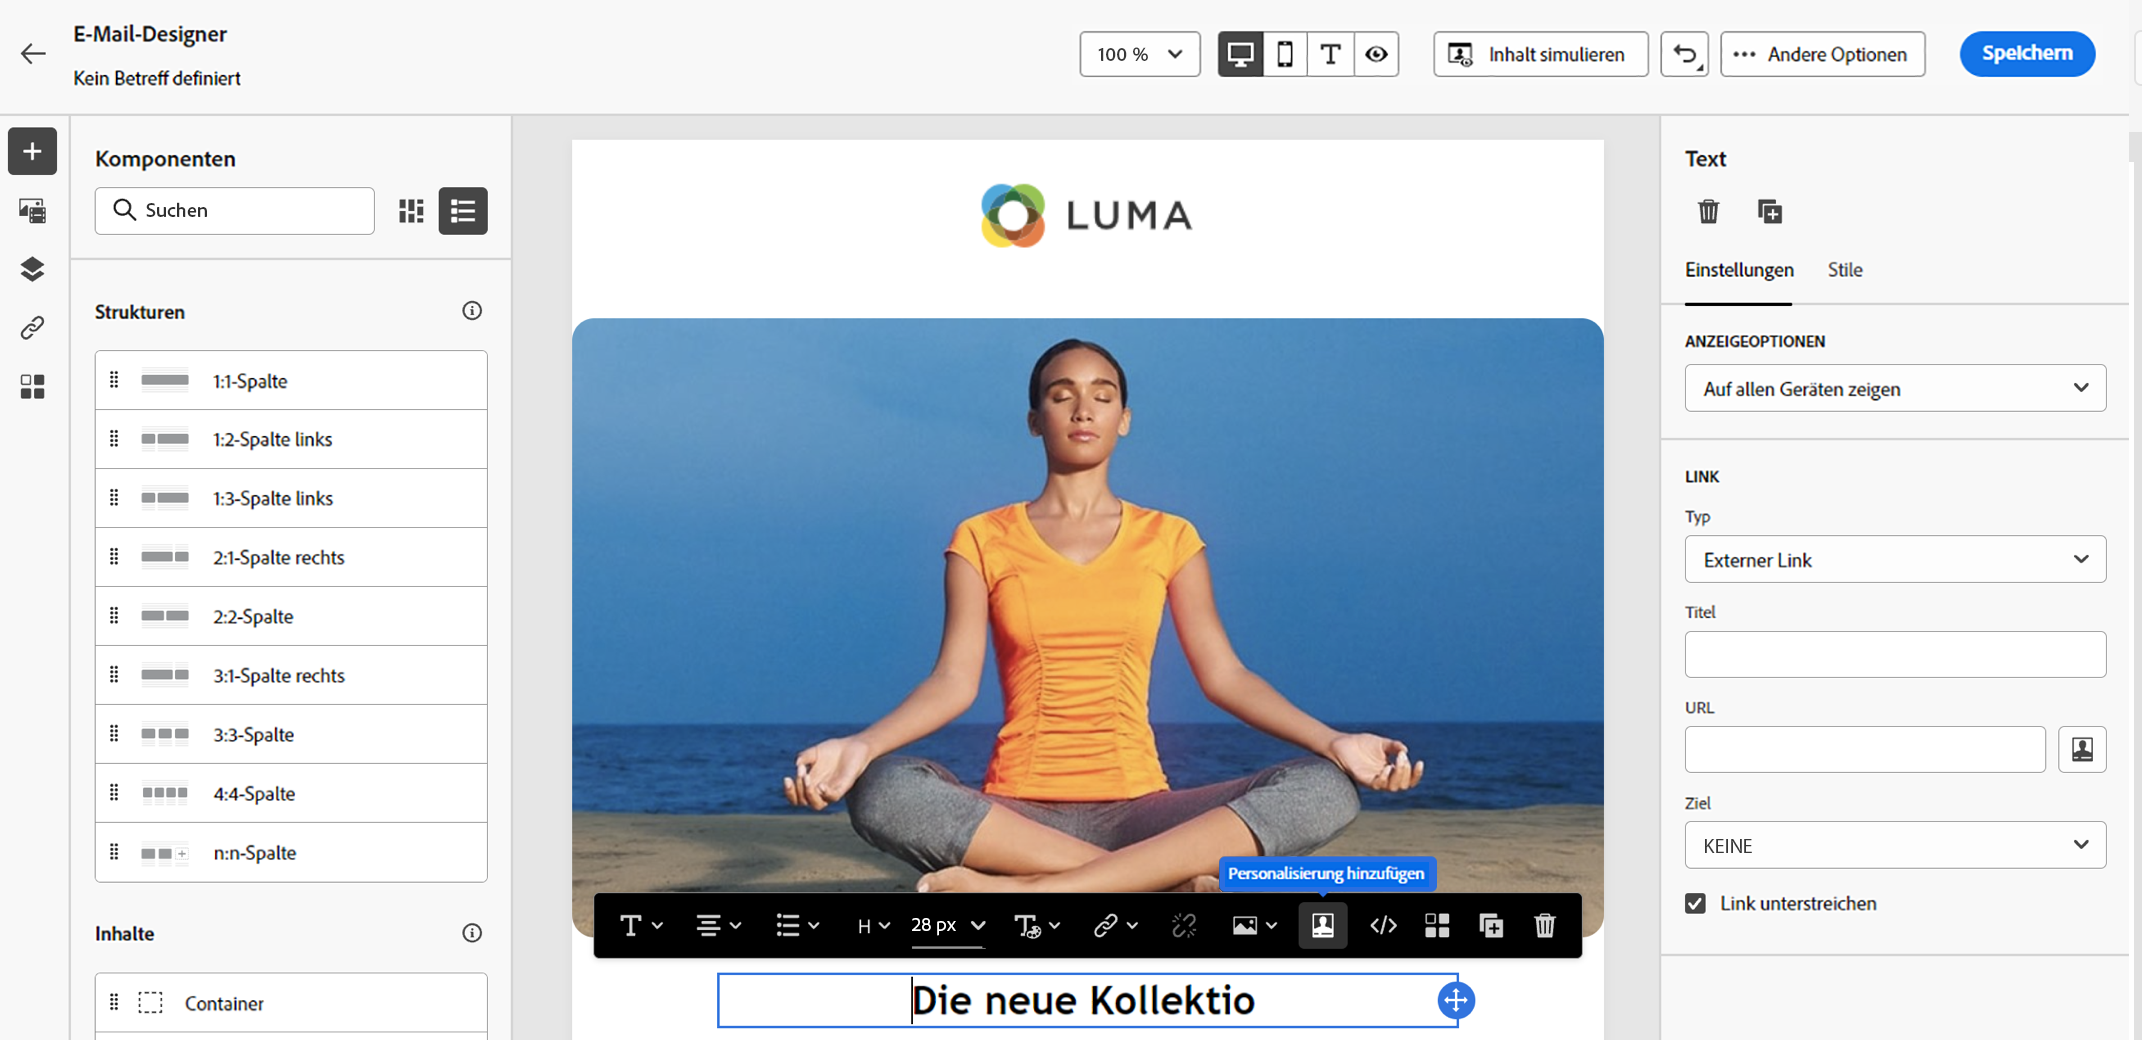 E-Mail-Designer
Kein Betreff definiert
100 %
Inhalt simulieren
Andere Optionen
Speichern
Komponenten
Suchen
Strukturen
1:1-Spalte
1:2-Spalte links
1:3-Spalte links
2:1-Spalte rechts
2:2-Spalte
3:1-Spalte rechts
3:3-Spalte
4:4-Spalte
n:n-Spalte
Inhalte
Container
LUMA
Personalisierung hinzufügen
H
28 px
Die neue Kollektio
Text
Einstellungen
Stile
ANZEIGEOPTIONEN
Auf allen Geräten zeigen
LINK
Typ
Externer Link
Titel
URL
Ziel
KEINE
Link unterstreichen